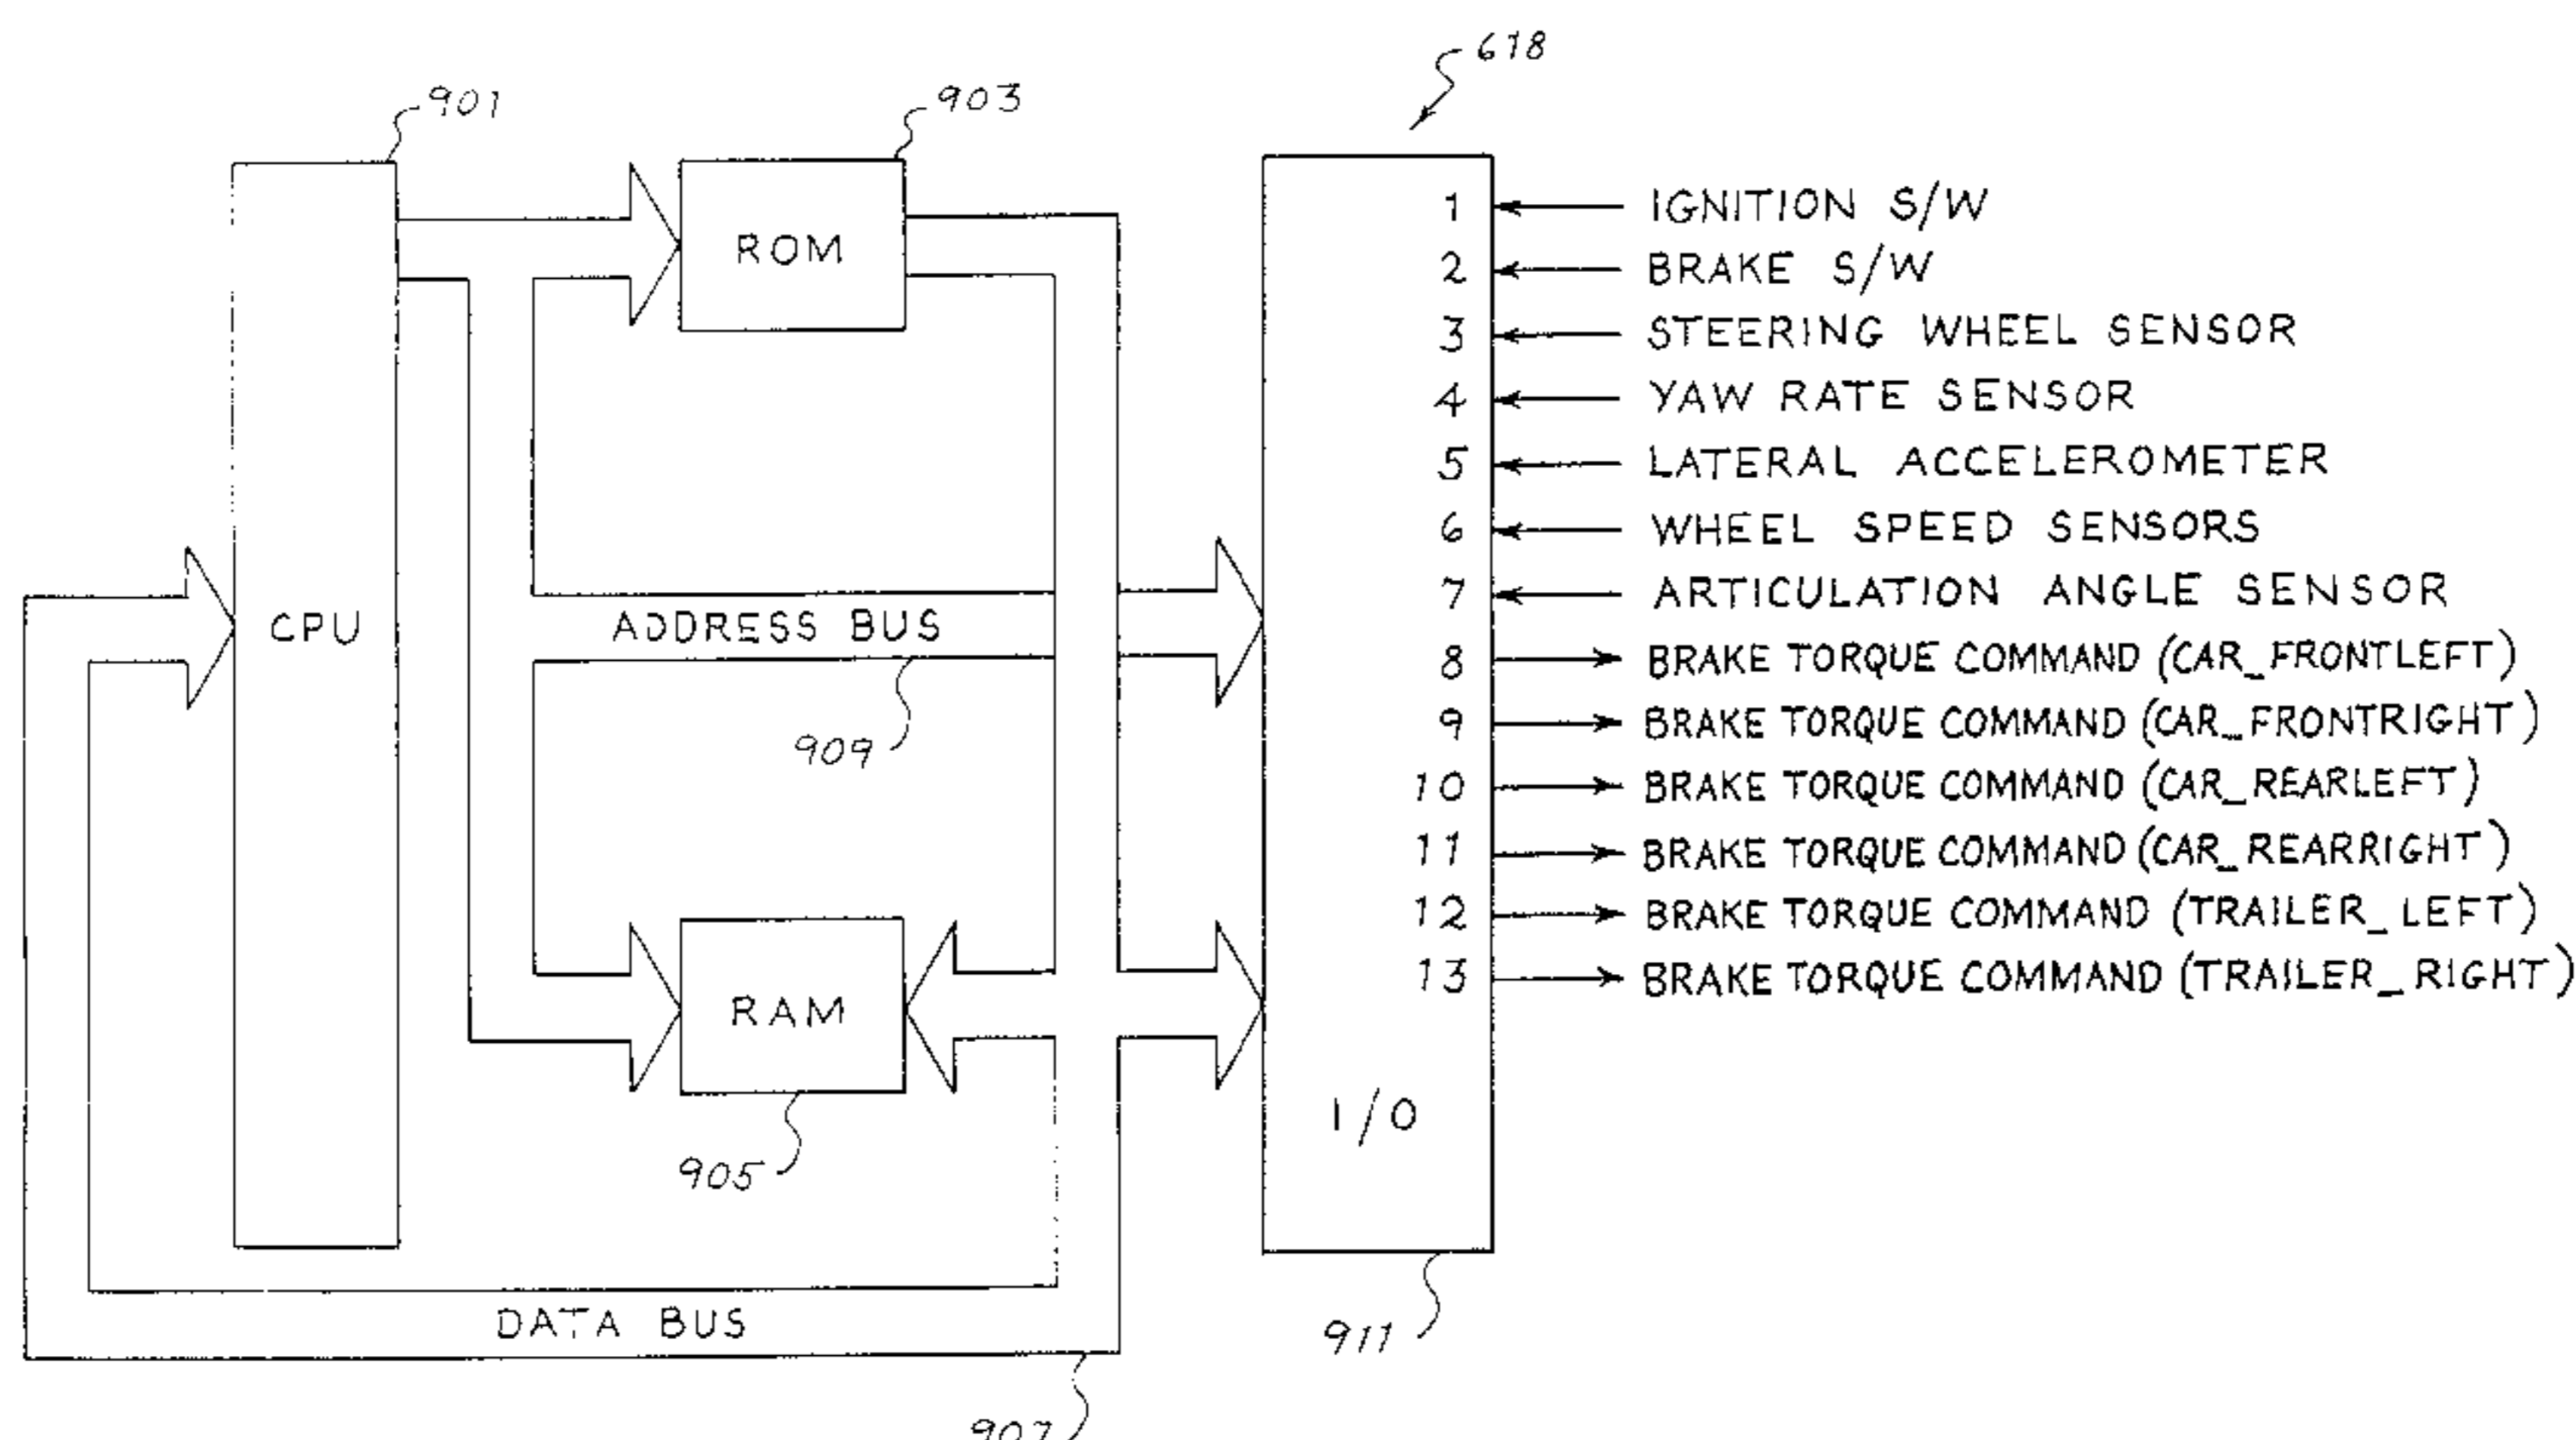 618
901
903
ROM
CPU
ADDRESS BUS
909
RAM
905
DATA BUS
907
1 IGNITION S/W
2 BRAKE S/W
3 STEERING WHEEL SENSOR
4 YAW RATE SENSOR
5 LATERAL ACCELEROMETER
6 WHEEL SPEED SENSORS
7 ARTICULATION ANGLE SENSOR
8 BRAKE TORQUE COMMAND (CAR_FRONTLEFT)
9 BRAKE TORQUE COMMAND (CAR_FRONTRIGHT)
10 BRAKE TORQUE COMMAND (CAR_REARLEFT)
11 BRAKE TORQUE COMMAND (CAR_REARRIGHT)
12 BRAKE TORQUE COMMAND (TRAILER_LEFT)
13 BRAKE TORQUE COMMAND (TRAILER_RIGHT)
I/O
911